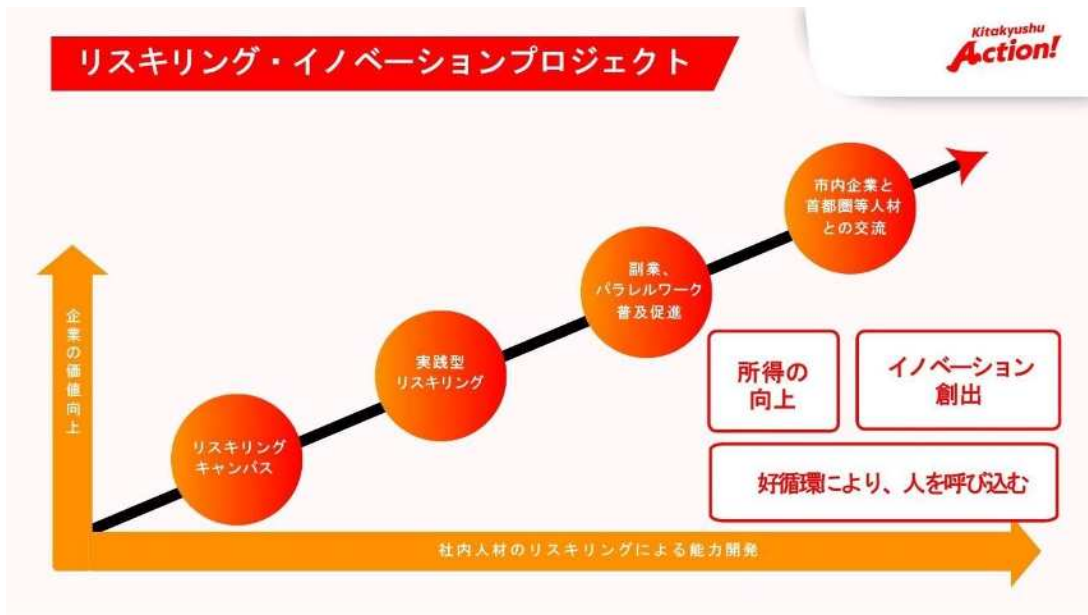 リスキリング・イノベーションプロジェクト
Kitakyushu
Action!
市内企業と
首都圏等人材
との交流
副業、
パラレルワーク
普及促進
実践型
リスキリング
リスキリング
キャンパス
企業の価値向上
所得の
向上
イノベーション
創出
好循環により、人を呼び込む
社内人材のリスキリングによる能力開発